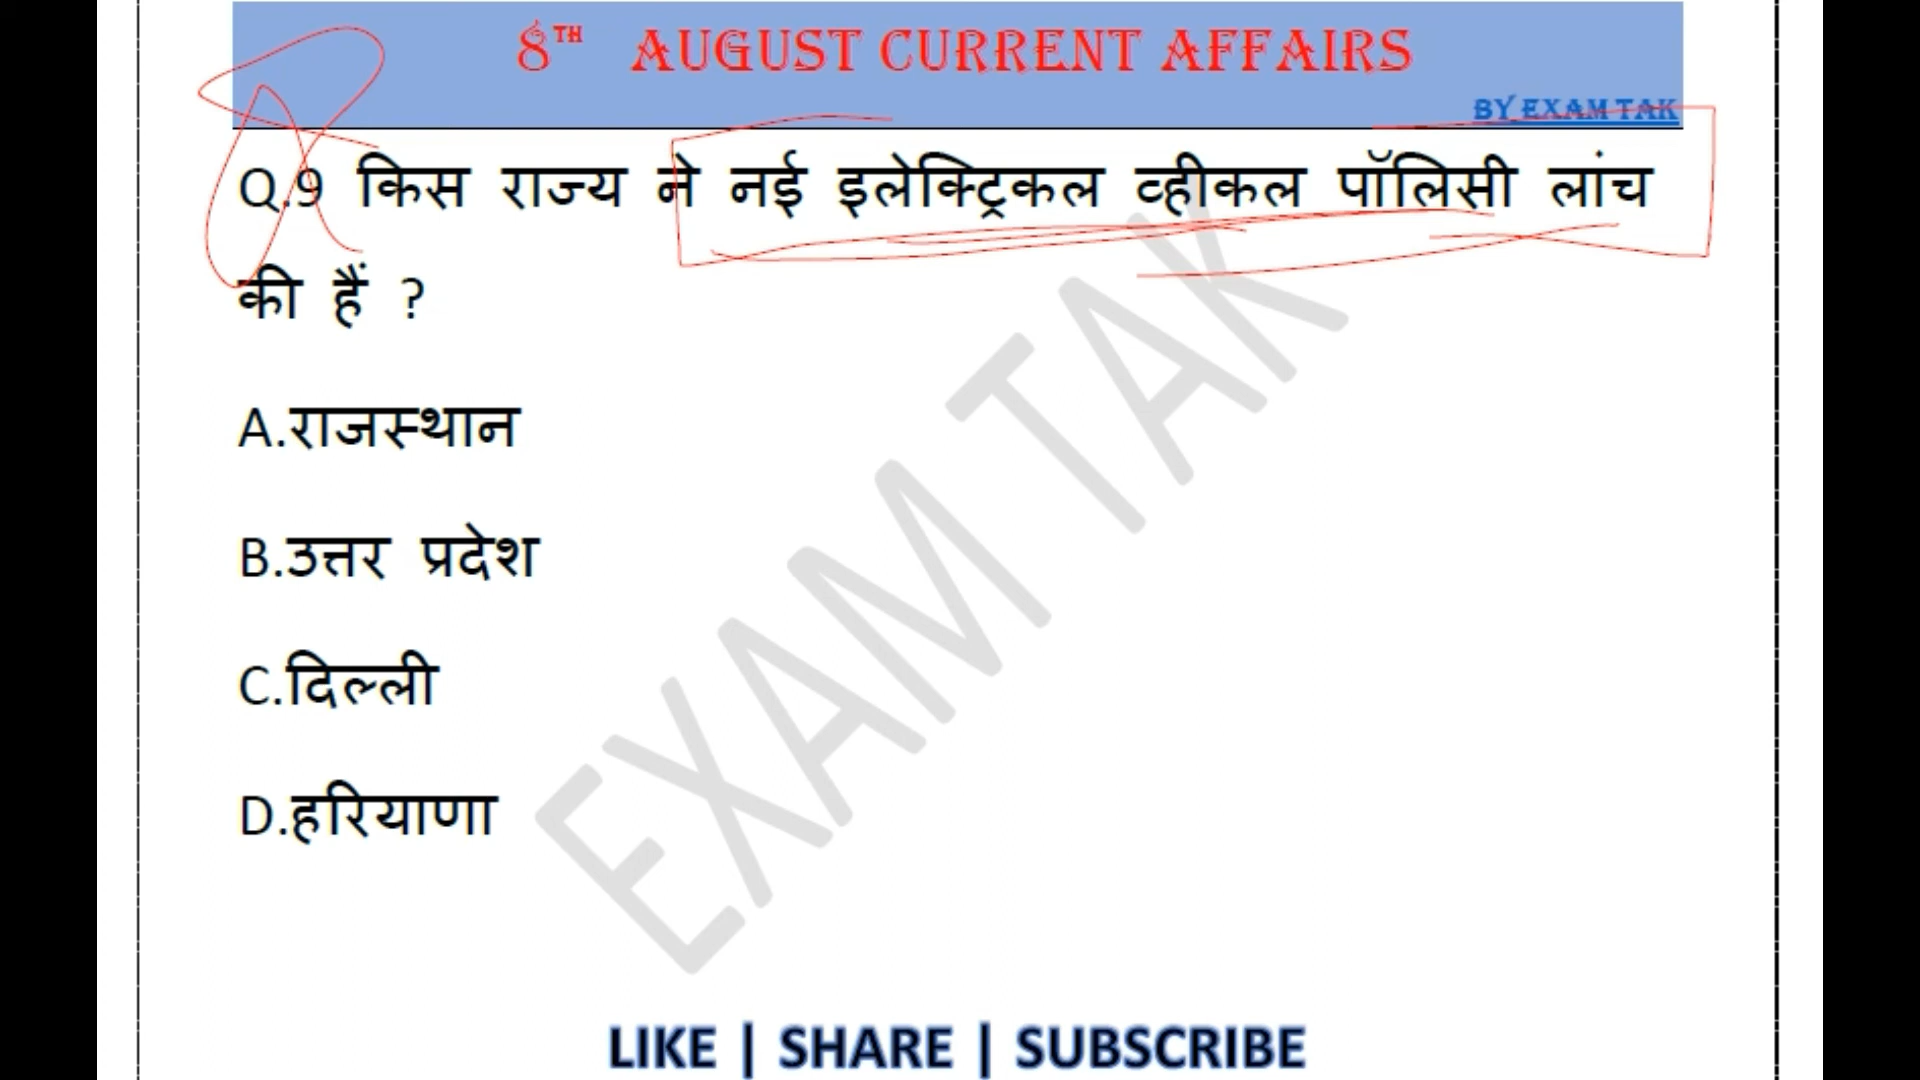 8TH AUGUST CURRENT AFFAIRS
BY EXAM TAK
Q.9 किस राज्य ने नई इलेक्ट्रिकल व्हीकल पॉलिसी लांच
की हैं ?
A.राजस्थान
B.उत्तर प्रदेश
C.दिल्ली
D.हरियाणा
EXAM TAK
LIKE | SHARE | SUBSCRIBE